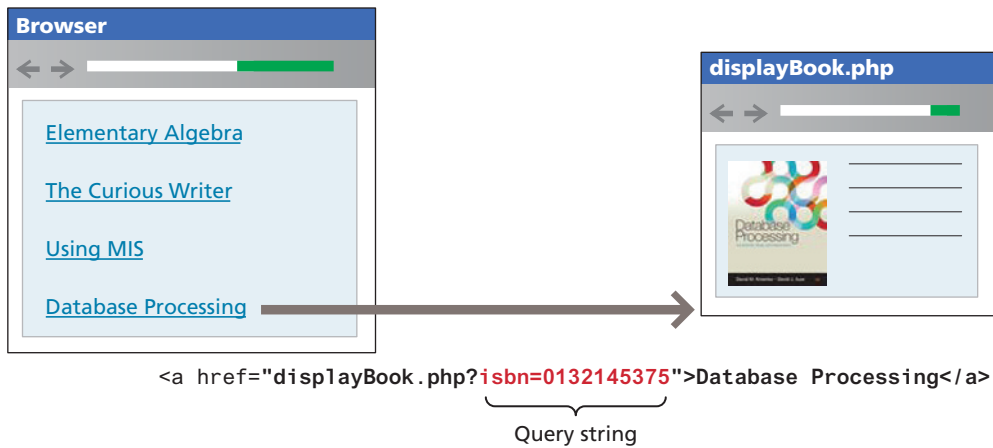 Browser
Elementary Algebra
The Curious Writer
Using MIS
Database Processing
displayBook.php
Database
Processing
<a href="displayBook.php?isbn=0132145375">Database Processing</a>
Query string